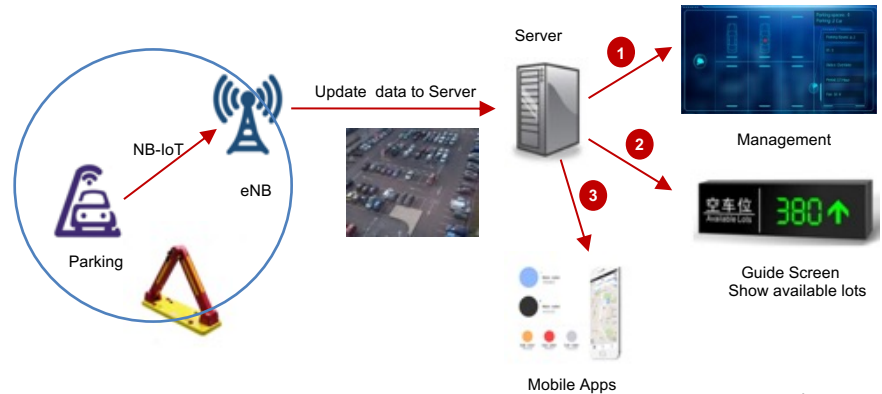 Server
1
Update data to Server
NB-IoT
2
Management
eNB
3
空车位
Available Lots
380
Parking
Guide Screen
Show available lots
Mobile Apps